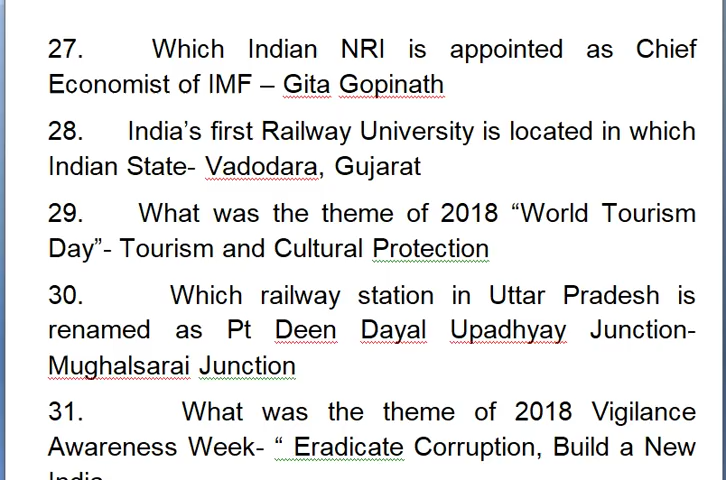 27. Which Indian NRI is appointed as Chief
Economist of IMF – Gita Gopinath
28. India’s first Railway University is located in which
Indian State- Vadodara, Gujarat
29. What was the theme of 2018 “World Tourism
Day”- Tourism and Cultural Protection
30. Which railway station in Uttar Pradesh is
renamed as Pt Deen Dayal Upadhyay Junction-
Mughalsarai Junction
31. What was the theme of 2018 Vigilance
Awareness Week- “ Eradicate Corruption, Build a New
India